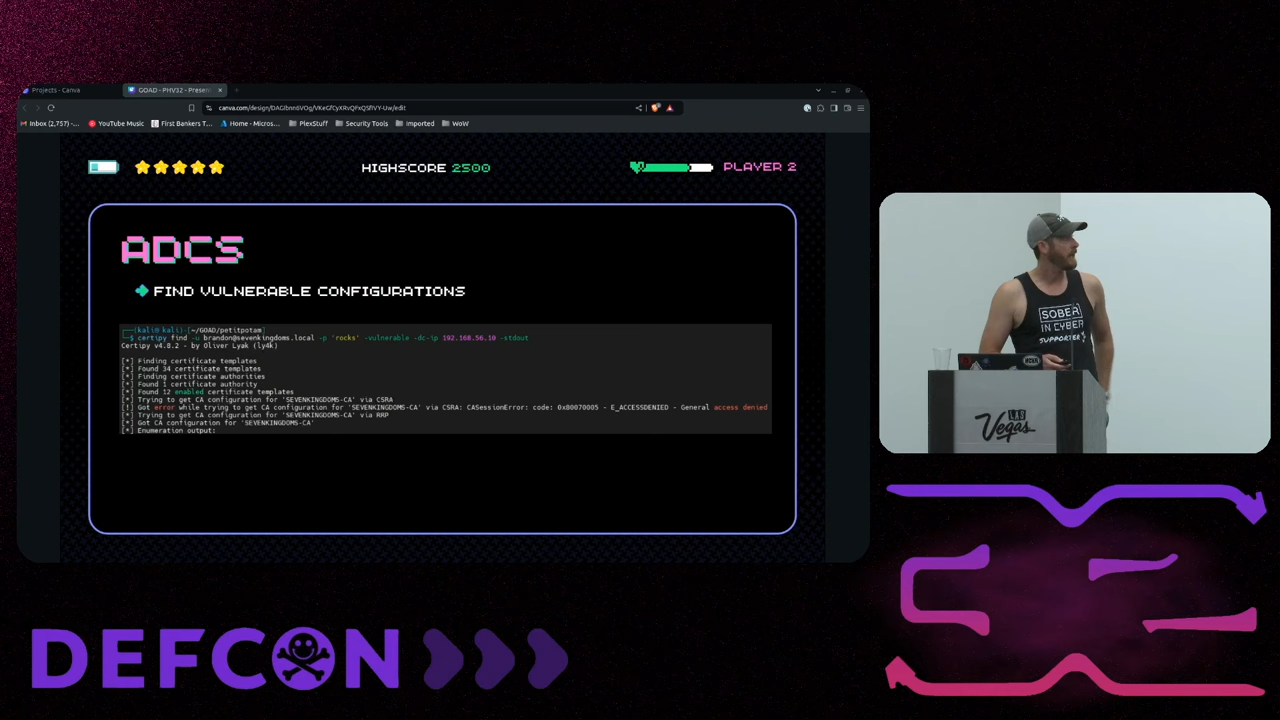 Projects - Canva
GOAD - PHV32 - Present
canva.com/design/
/edit
Inbox (2,757) -...
YouTube Music
First Bankers T...
Home - Micros...
PlexStuff
Security Tools
Imported
WoW
HIGHSCORE 2500
PLAYER 2
ADCS
FIND VULNERABLE CONFIGURATIONS
┌──(kali㉿kali)-[~/GOAD/petitpotam]
└─$ certipy find -u brandon@sevenkingdoms.local -p 'rocks' -vulnerable -dc-ip 192.168.56.10 -stdout
Certipy v4.8.2 - by Oliver Lyak (ly4k)
[*] Finding certificate templates
[*] Found 34 certificate templates
[*] Finding certificate authorities
[*] Found 1 certificate authority
[*] Found 12 enabled certificate templates
[*] Trying to get CA configuration for 'SEVENKINGDOMS-CA' via CSRA
[!] Got error while trying to get CA configuration for 'SEVENKINGDOMS-CA' via CSRA: CASessionError: code: 0x80070005 - E_ACCESSDENIED - General access denied
[*] Trying to get CA configuration for 'SEVENKINGDOMS-CA' via RRP
[*] Got CA configuration for 'SEVENKINGDOMS-CA'
[*] Enumeration output:
SOBER
IN CYBER
SUPPORTER
LAS
Vegas
DEFCON